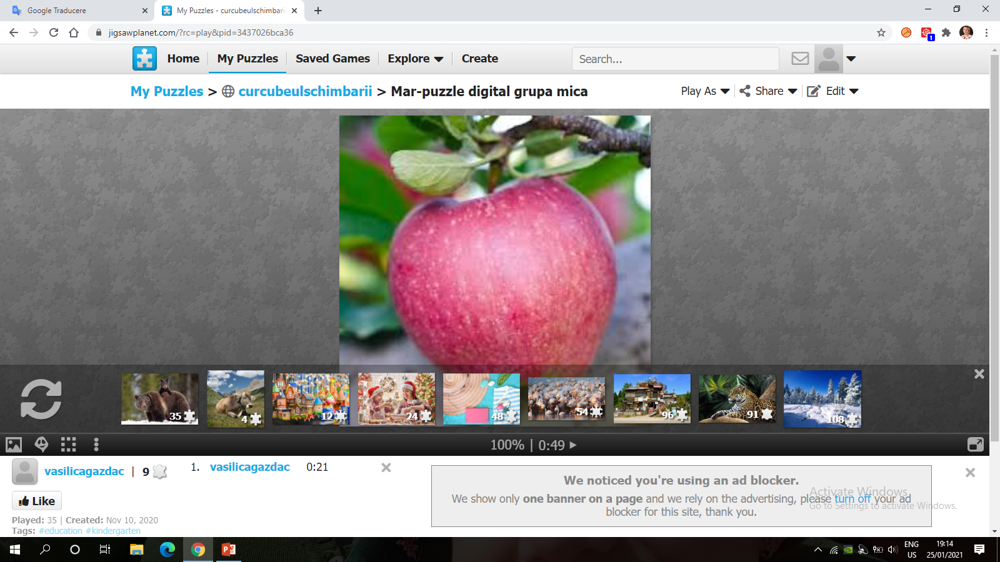 Google Traducere
My Puzzles - curcubeulschimbarii
jigsawplanet.com/?rc=play&pid=3437026bca36
1
Home
My Puzzles
Saved Games
Explore
Create
Search...
My Puzzles > curcubeulschimbarii > Mar-puzzle digital grupa mica
Play As
Share
Edit
35
4
12
24
48
54
96
91
108
100% | 0:49
vasilicagazdac | 9
1. vasilicagazdac 0:21
Like
Played: 35 | Created: Nov 10, 2020
Tags: #education #kindergarten
We noticed you're using an ad blocker.
We show only one banner on a page and we rely on the advertising, please turn off your ad
blocker for this site, thank you.
Activate Windows
Go to Settings to activate Windows.
ENG
US
19:14
25/01/2021